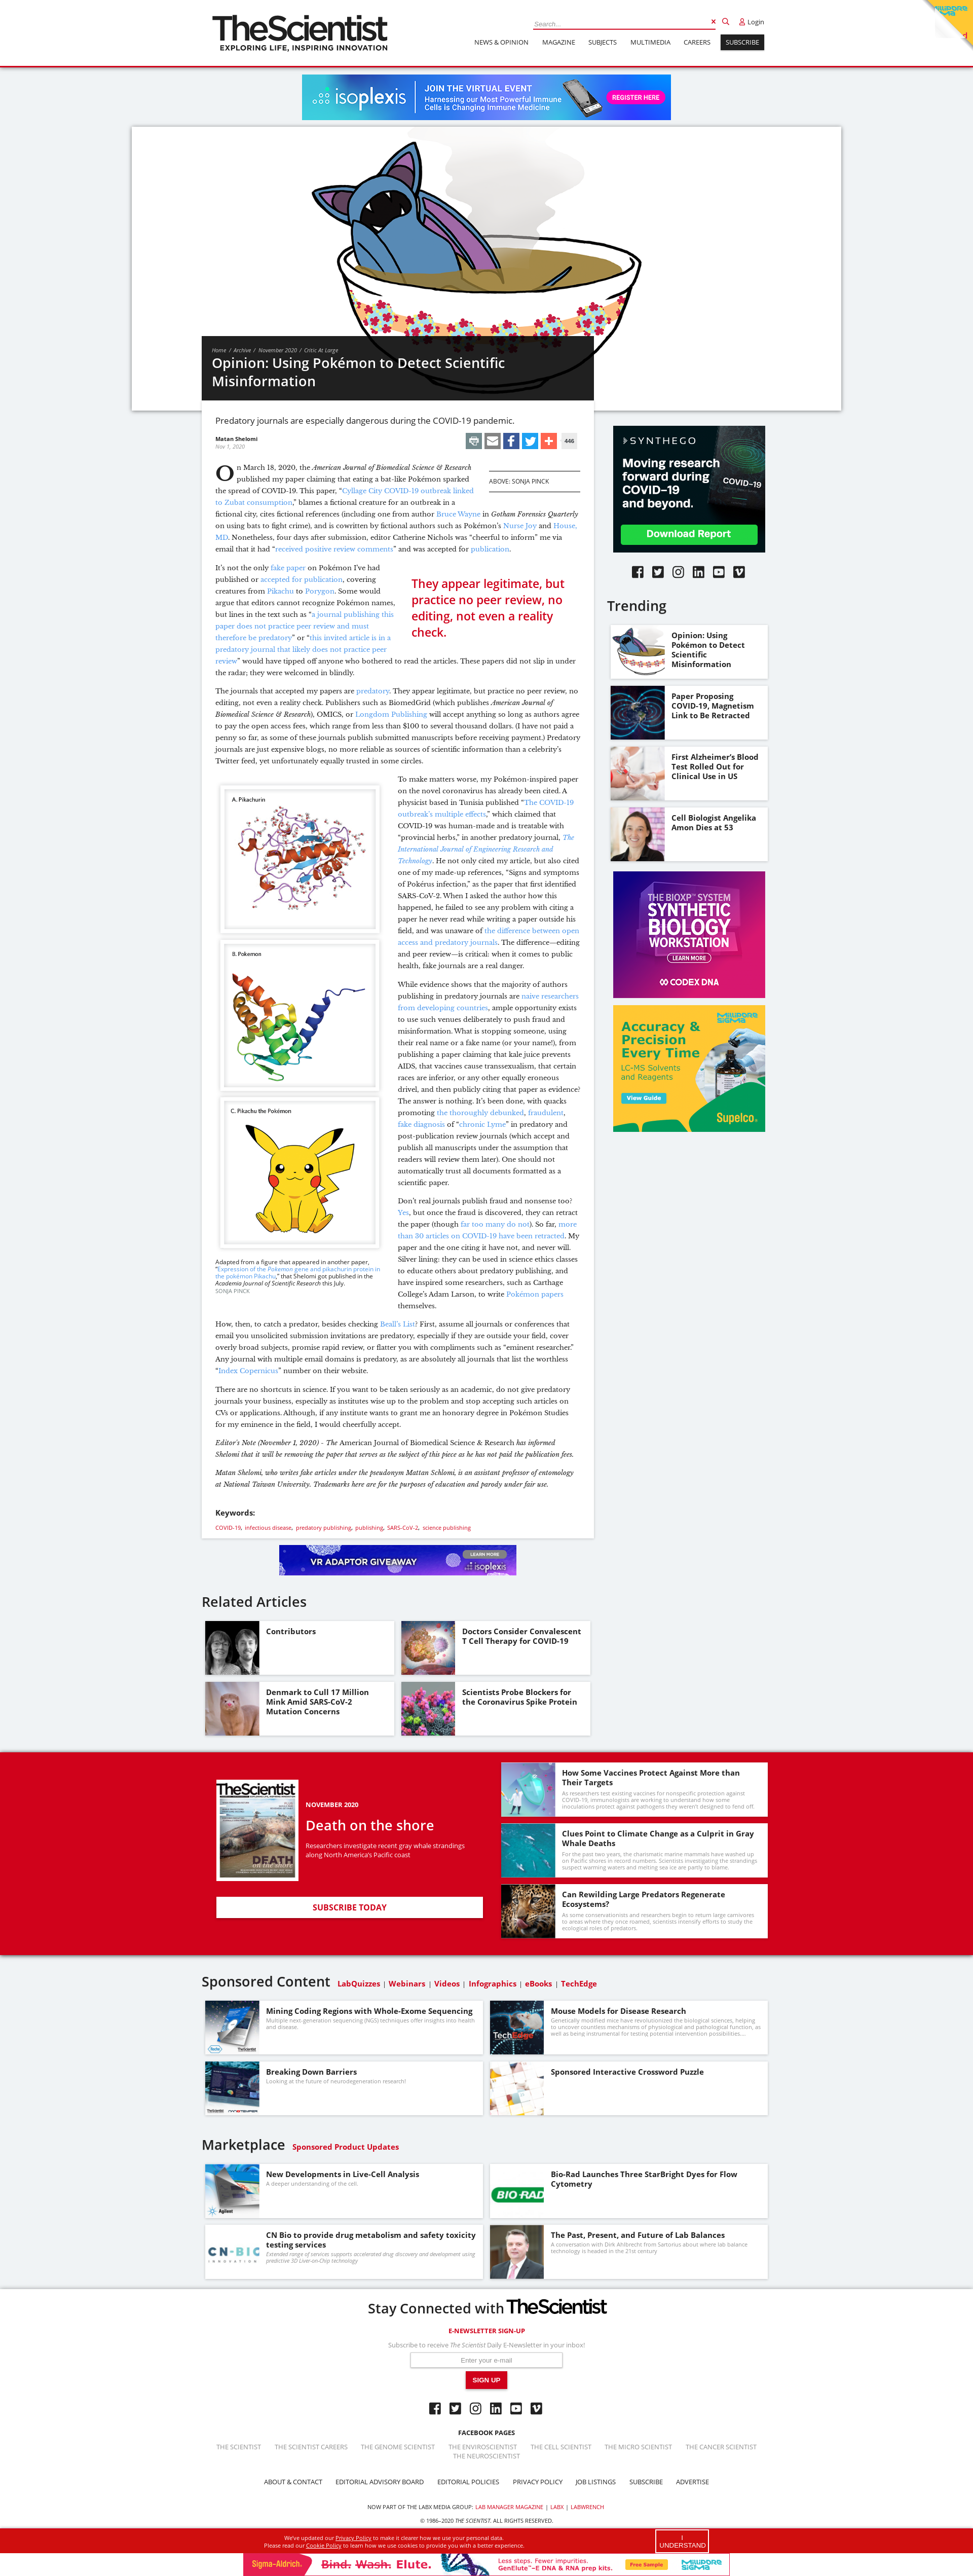 TheScientist
EXPLORING LIFE, INSPIRING INNOVATION
Search...
Login
NEWS & OPINION
MAGAZINE
SUBJECTS
MULTIMEDIA
CAREERS
SUBSCRIBE
isoplexis
JOIN THE VIRTUAL EVENT
Harnessing our Most Powerful Immune
Cells Is Changing Immune Medicine
REGISTER HERE
Home / Archive / November 2020 / Critic At Large
Opinion: Using Pokémon to Detect Scientific
Misinformation
Predatory journals are especially dangerous during the COVID-19 pandemic.
Matan Shelomi
Nov 1, 2020
446
ABOVE: SONJA PINCK
On March 18, 2020, the American Journal of Biomedical Science & Research
published my paper claiming that eating a bat-like Pokémon sparked
the spread of COVID-19. This paper, “Cyllage City COVID-19 outbreak linked
to Zubat consumption,” blames a fictional creature for an outbreak in a
fictional city, cites fictional references (including one from author Bruce Wayne in Gotham Forensics Quarterly
on using bats to fight crime), and is cowritten by fictional authors such as Pokémon’s Nurse Joy and House,
MD. Nonetheless, four days after submission, editor Catherine Nichols was “cheerful to inform” me via
email that it had “received positive review comments” and was accepted for publication.
It’s not the only fake paper on Pokémon I’ve had
published or accepted for publication, covering
creatures from Pikachu to Porygon. Some would
argue that editors cannot recognize Pokémon names,
but lines in the text such as “a journal publishing this
paper does not practice peer review and must
therefore be predatory” or “this invited article is in a
predatory journal that likely does not practice peer
review” would have tipped off anyone who bothered to read the articles. These papers did not slip in under
the radar; they were welcomed in blindly.
They appear legitimate, but
practice no peer review, no
editing, not even a reality
check.
The journals that accepted my papers are predatory. They appear legitimate, but practice no peer review, no
editing, not even a reality check. Publishers such as BiomedGrid (which publishes American Journal of
Biomedical Science & Research), OMICS, or Longdom Publishing will accept anything so long as authors agree
to pay the open access fees, which range from less than $100 to several thousand dollars. (I have not paid a
penny so far, as some of these journals publish submitted manuscripts before receiving payment.) Predatory
journals are just expensive blogs, no more reliable as sources of scientific information than a celebrity’s
Twitter feed, yet unfortunately equally trusted in some circles.
A. Pikachurin
B. Pokemon
C. Pikachu the Pokémon
Adapted from a figure that appeared in another paper,
“Expression of the Pokemon gene and pikachurin protein in
the pokémon Pikachu,” that Shelomi got published in the
Academia Journal of Scientific Research this July.
SONJA PINCK
To make matters worse, my Pokémon-inspired paper
on the novel coronavirus has already been cited. A
physicist based in Tunisia published “The COVID-19
outbreak’s multiple effects,” which claimed that
COVID-19 was human-made and is treatable with
“provincial herbs,” in another predatory journal, The
International Journal of Engineering Research and
Technology. He not only cited my article, but also cited
one of my made-up references, “Signs and symptoms
of Pokérus infection,” as the paper that first identified
SARS-CoV-2. When I asked the author how this
happened, he failed to see any problem with citing a
paper he never read while writing a paper outside his
field, and was unaware of the difference between open
access and predatory journals. The difference—editing
and peer review—is critical: when it comes to public
health, fake journals are a real danger.
While evidence shows that the majority of authors
publishing in predatory journals are naive researchers
from developing countries, ample opportunity exists
to use such venues deliberately to push fraud and
misinformation. What is stopping someone, using
their real name or a fake name (or your name!), from
publishing a paper claiming that kale juice prevents
AIDS, that vaccines cause transsexualism, that certain
races are inferior, or any other equally erroneous
drivel, and then publicly citing that paper as evidence?
The answer is nothing. It’s been done, with quacks
promoting the thoroughly debunked, fraudulent,
fake diagnosis of “chronic Lyme” in predatory and
post-publication review journals (which accept and
publish all manuscripts under the assumption that
readers will review them later). One should not
automatically trust all documents formatted as a
scientific paper.
Don’t real journals publish fraud and nonsense too?
Yes, but once the fraud is discovered, they can retract
the paper (though far too many do not). So far, more
than 30 articles on COVID-19 have been retracted. My
paper and the one citing it have not, and never will.
Silver lining: they can be used in science ethics classes
to educate others about predatory publishing, and
have inspired some researchers, such as Carthage
College’s Adam Larson, to write Pokémon papers
themselves.
How, then, to catch a predator, besides checking Beall’s List? First, assume all journals or conferences that
email you unsolicited submission invitations are predatory, especially if they are outside your field, cover
overly broad subjects, promise rapid review, or flatter you with compliments such as “eminent researcher.”
Any journal with multiple email domains is predatory, as are absolutely all journals that list the worthless
“Index Copernicus” number on their website.
There are no shortcuts in science. If you want to be taken seriously as an academic, do not give predatory
journals your business, especially as institutes wise up to the problem and stop accepting such articles on
CVs or applications. Although, if any institute wants to grant me an honorary degree in Pokémon Studies
for my eminence in the field, I would cheerfully accept.
Editor’s Note (November 1, 2020) - The American Journal of Biomedical Science & Research has informed
Shelomi that it will be removing the paper that serves as the subject of this piece as he has not paid the publication fees.
Matan Shelomi, who writes fake articles under the pseudonym Mattan Schlomi, is an assistant professor of entomology
at National Taiwan University. Trademarks here are for the purposes of education and parody under fair use.
Keywords:
COVID-19, infectious disease, predatory publishing, publishing, SARS-CoV-2, science publishing
SYNTHEGO
Moving research
forward during
COVID-19—and
beyond.
COVID-19
Download Report
Trending
Opinion: Using
Pokémon to Detect
Scientific
Misinformation
Paper Proposing
COVID-19, Magnetism
Link to Be Retracted
First Alzheimer’s Blood
Test Rolled Out for
Clinical Use in US
Cell Biologist Angelika
Amon Dies at 53
THE BIOXP SYSTEM
SYNTHETIC
BIOLOGY
WORKSTATION
LEARN MORE
CODEX DNA
Accuracy &
Precision
Every Time
LC-MS Solvents
and Reagents
View Guide
Supelco.
VR ADAPTOR GIVEAWAY
LEARN MORE
isoplexis
Related Articles
Contributors
Doctors Consider Convalescent
T Cell Therapy for COVID-19
Denmark to Cull 17 Million
Mink Amid SARS-CoV-2
Mutation Concerns
Scientists Probe Blockers for
the Coronavirus Spike Protein
TheScientist
DEATH
on the shore
NOVEMBER 2020
Death on the shore
Researchers investigate recent gray whale strandings
along North America’s Pacific coast
SUBSCRIBE TODAY
How Some Vaccines Protect Against More than
Their Targets
As researchers test existing vaccines for nonspecific protection against
COVID-19, immunologists are working to understand how some
inoculations protect against pathogens they weren’t designed to fend off.
Clues Point to Climate Change as a Culprit in Gray
Whale Deaths
For the past two years, the charismatic marine mammals have washed up
on Pacific shores in record numbers. Scientists investigating the strandings
suspect warming waters and melting sea ice are partly to blame.
Can Rewilding Large Predators Regenerate
Ecosystems?
As some conservationists and researchers begin to return large carnivores
to areas where they once roamed, scientists intensify efforts to study the
ecological roles of predators.
Sponsored Content
LabQuizzes | Webinars | Videos | Infographics | eBooks | TechEdge
Mining Coding Regions with Whole-Exome Sequencing
Multiple next-generation sequencing (NGS) techniques offer insights into health
and disease.
TechEdge
Mouse Models for Disease Research
Genetically modified mice have revolutionized the biological sciences, helping
to uncover countless mechanisms of physiological and pathological function, as
well as being instrumental for testing potential intervention possibilities....
Breaking Down Barriers
Looking at the future of neurodegeneration research!
Sponsored Interactive Crossword Puzzle
Marketplace
Sponsored Product Updates
Agilent
New Developments in Live-Cell Analysis
A deeper understanding of the cell.
BIO-RAD
Bio-Rad Launches Three StarBright Dyes for Flow
Cytometry
CN-BIO
INNOVATION
CN Bio to provide drug metabolism and safety toxicity
testing services
Extended range of services supports accelerated drug discovery and development using
predictive 3D Liver-on-Chip technology
The Past, Present, and Future of Lab Balances
A conversation with Dirk Ahlbrecht from Sartorius about where lab balance
technology is headed in the 21st century
Stay Connected with TheScientist
E-NEWSLETTER SIGN-UP
Subscribe to receive The Scientist Daily E-Newsletter in your inbox!
Enter your e-mail
SIGN UP
FACEBOOK PAGES
THE SCIENTIST
THE SCIENTIST CAREERS
THE GENOME SCIENTIST
THE ENVIROSCIENTIST
THE CELL SCIENTIST
THE MICRO SCIENTIST
THE CANCER SCIENTIST
THE NEUROSCIENTIST
ABOUT & CONTACT
EDITORIAL ADVISORY BOARD
EDITORIAL POLICIES
PRIVACY POLICY
JOB LISTINGS
SUBSCRIBE
ADVERTISE
NOW PART OF THE LABX MEDIA GROUP: LAB MANAGER MAGAZINE | LABX | LABWRENCH
© 1986–2020 THE SCIENTIST. ALL RIGHTS RESERVED.
We've updated our Privacy Policy to make it clearer how we use your personal data.
Please read our Cookie Policy to learn how we use cookies to provide you with a better experience.
I
UNDERSTAND
Sigma-Aldrich.
Bind. Wash. Elute.
Less steps. Fewer impurities.
GenElute™-E DNA & RNA prep kits.
Free Sample